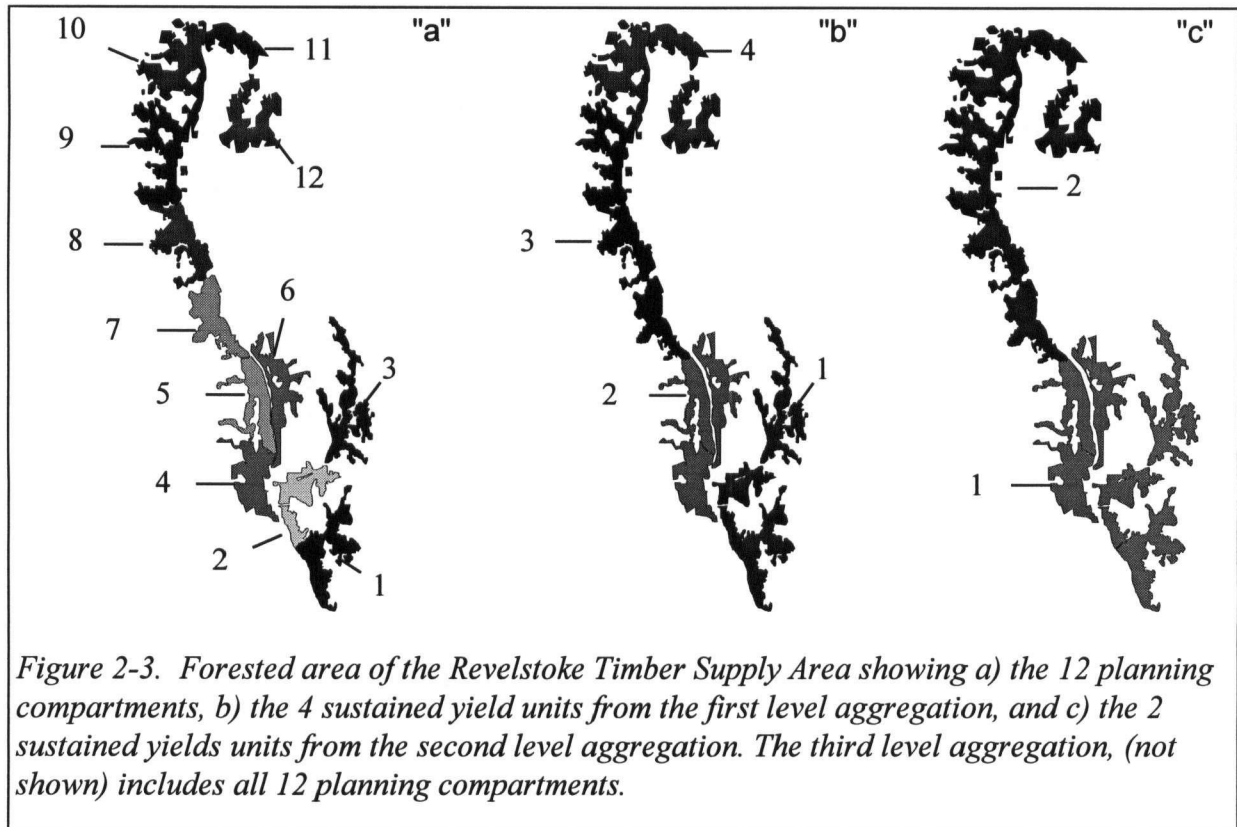 10
"a"
11
9
12
8
7
6
5
3
4
2
1
"b"
4
3
2
1
"c"
2
1
Figure 2-3. Forested area of the Revelstoke Timber Supply Area showing a) the 12 planning
compartments, b) the 4 sustained yield units from the first level aggregation, and c) the 2
sustained yields units from the second level aggregation. The third level aggregation, (not
shown) includes all 12 planning compartments.